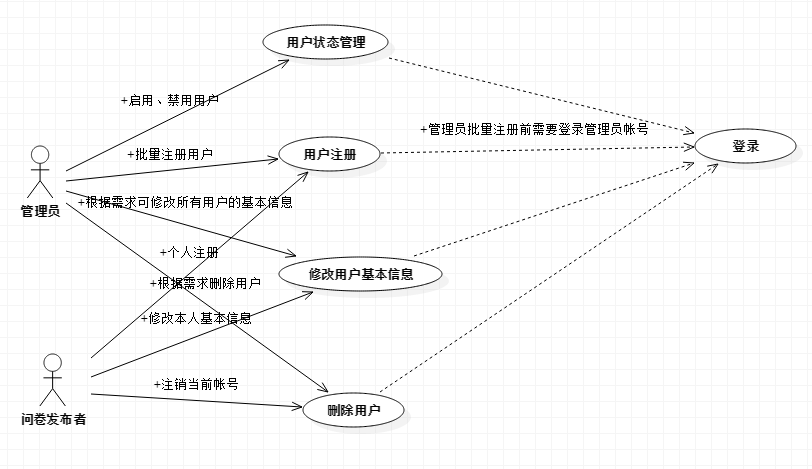 用户状态管理
+启用、禁用用户
+管理员批量注册前需要登录管理员帐号
登录
+批量注册用户
用户注册
管理员
+根据需求可修改所有用户的基本信息
+个人注册
修改用户基本信息
+根据需求删除用户
+修改本人基本信息
+注销当前帐号
删除用户
问卷发布者